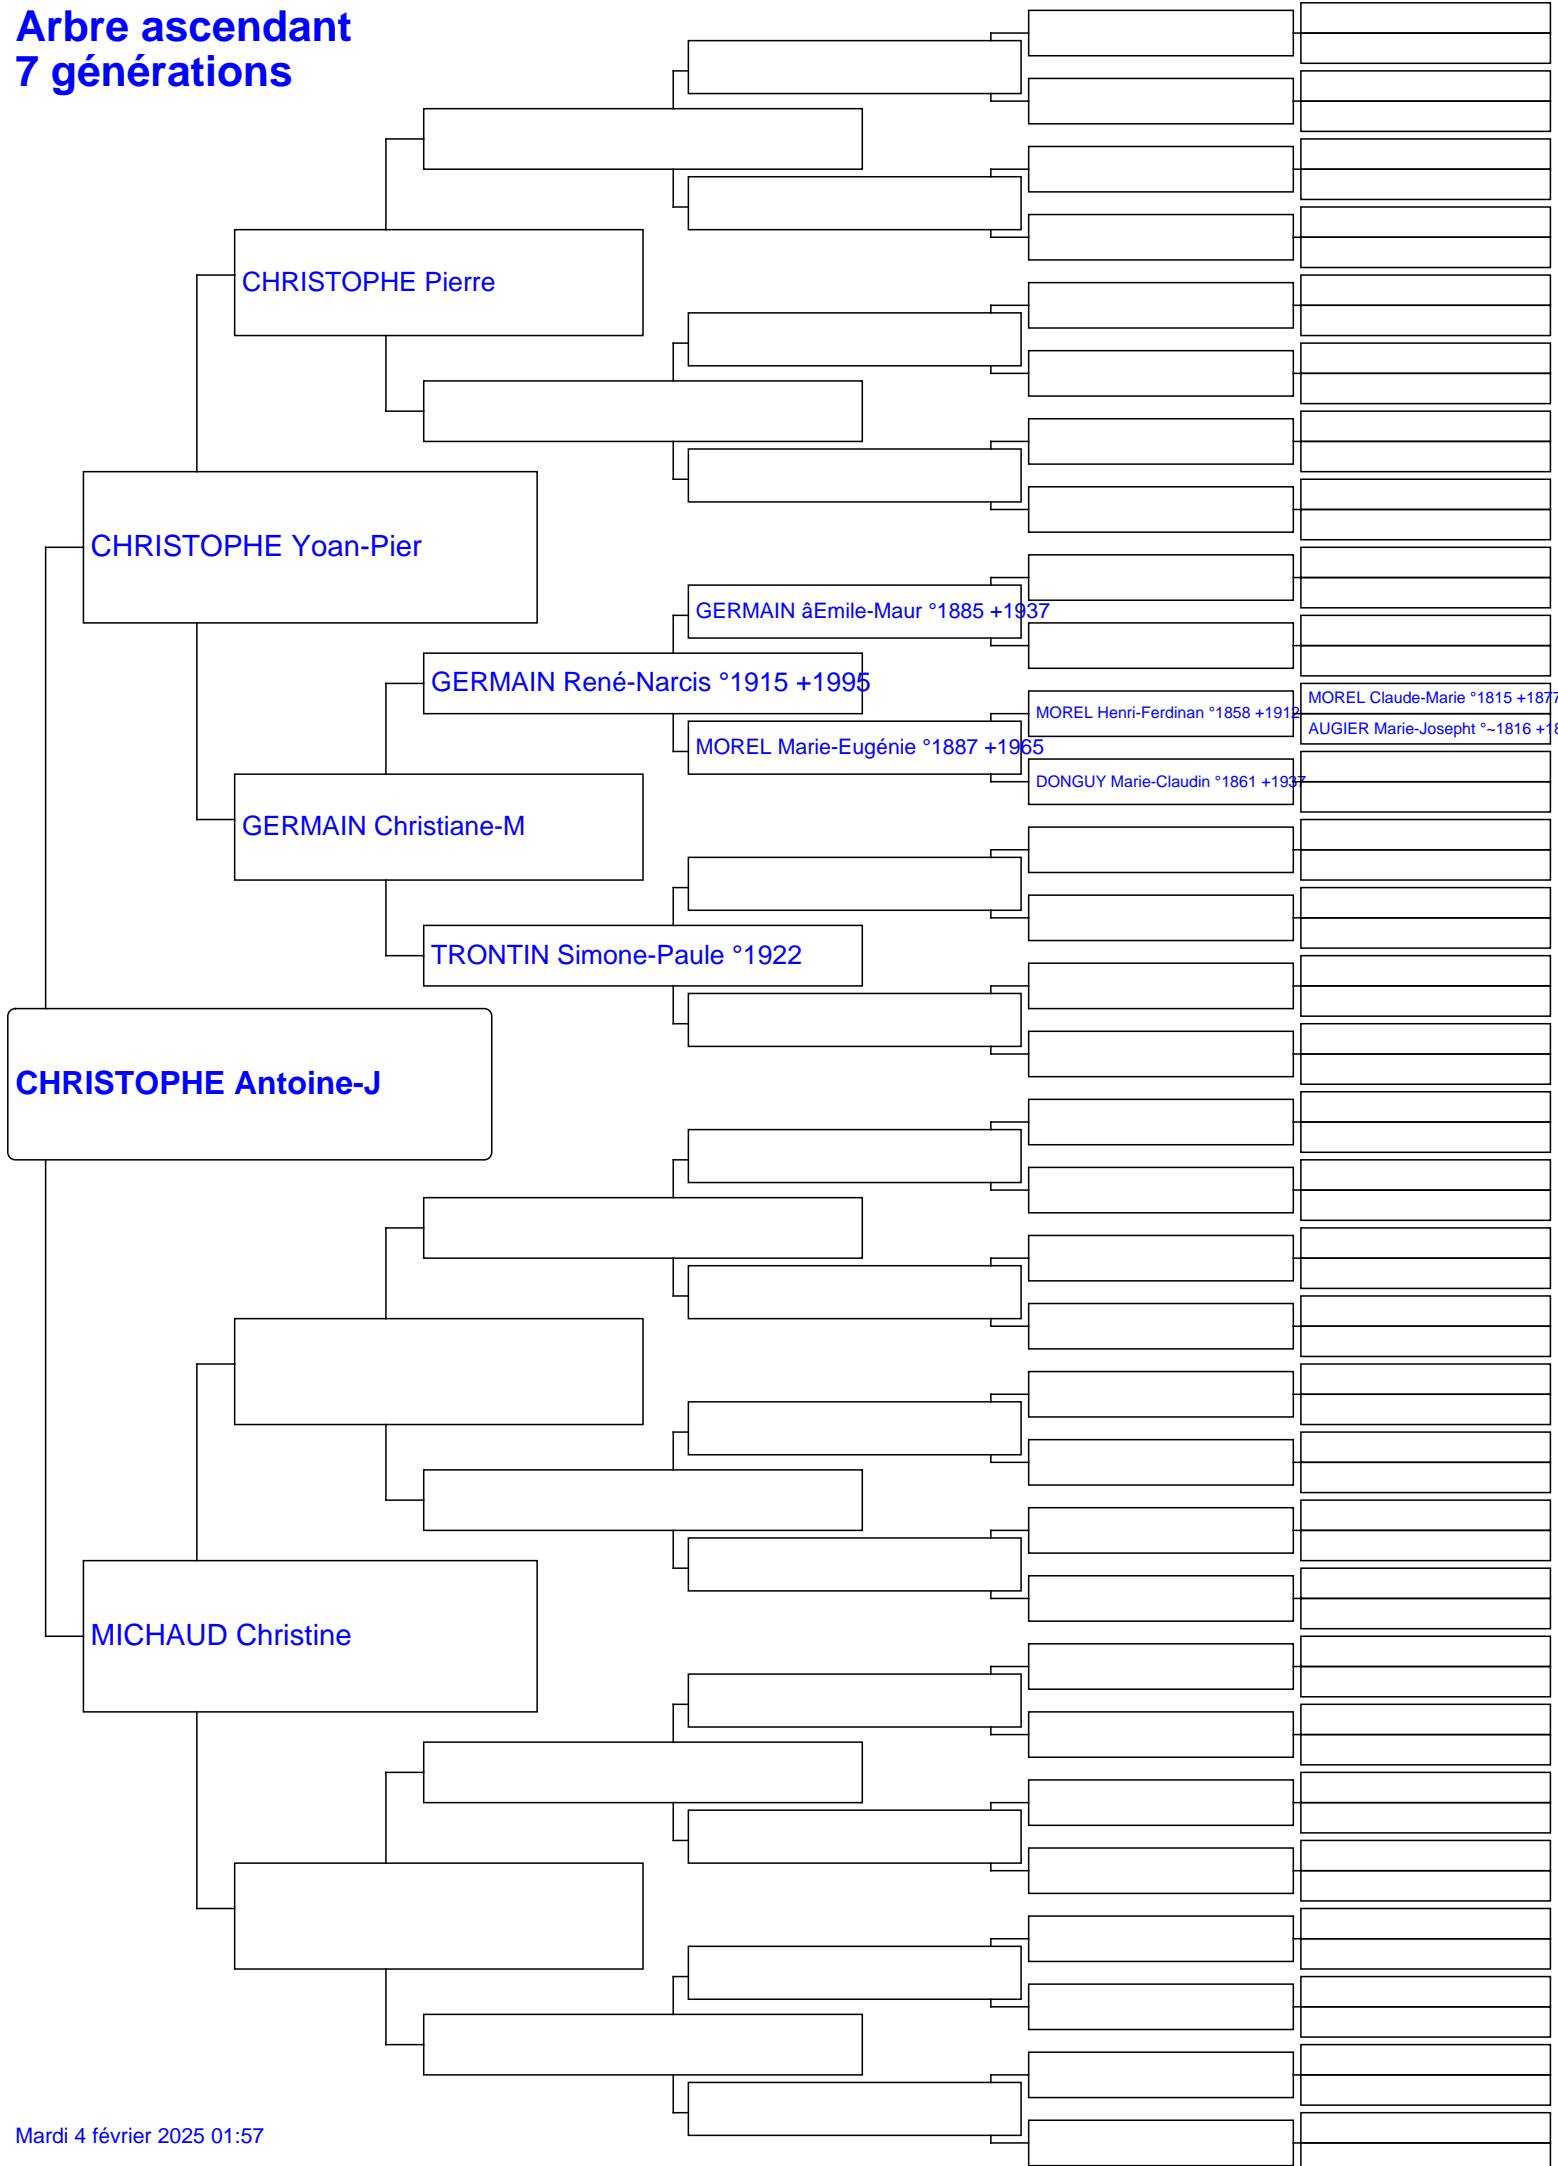 Arbre ascendant
7 générations
CHRISTOPHE Pierre
CHRISTOPHE Yoan-Pier
GERMAIN âEmile-Maur °1885 +1937
GERMAIN René-Narcis °1915 +1995
MOREL Claude-Marie °1815 +1877
MOREL Henri-Ferdinan °1858 +1912
AUGIER Marie-Josepht °~1816 +18
MOREL Marie-Eugénie °1887 +1965
DONGUY Marie-Claudin °1861 +1937
GERMAIN Christiane-M
TRONTIN Simone-Paule °1922
CHRISTOPHE Antoine-J
MICHAUD Christine
Mardi 4 février 2025 01:57